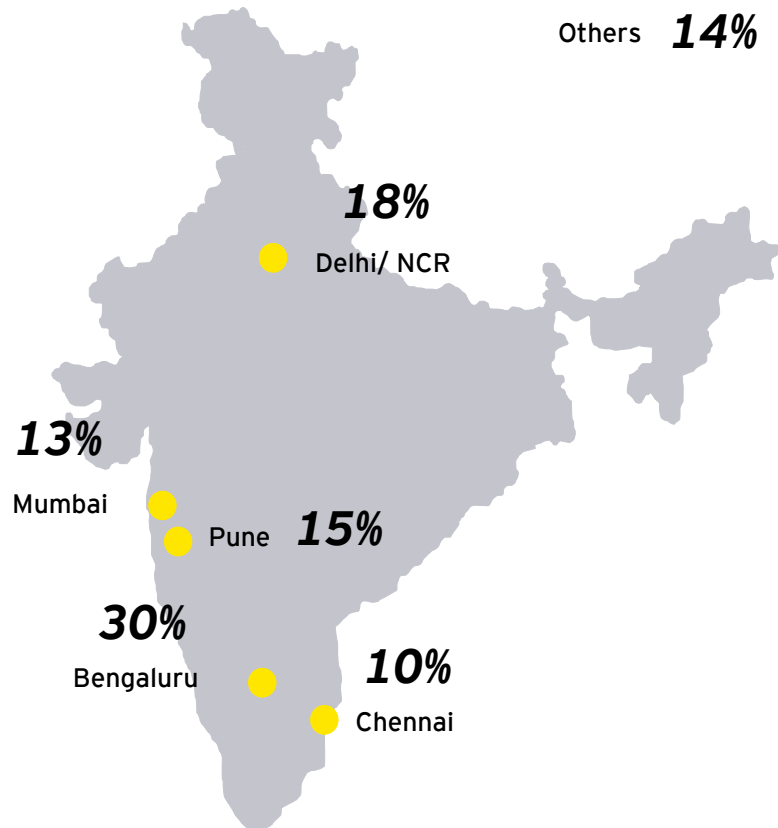 Others 14%
18%
Delhi/ NCR
13%
Mumbai
Pune 15%
30%
Bengaluru
10%
Chennai